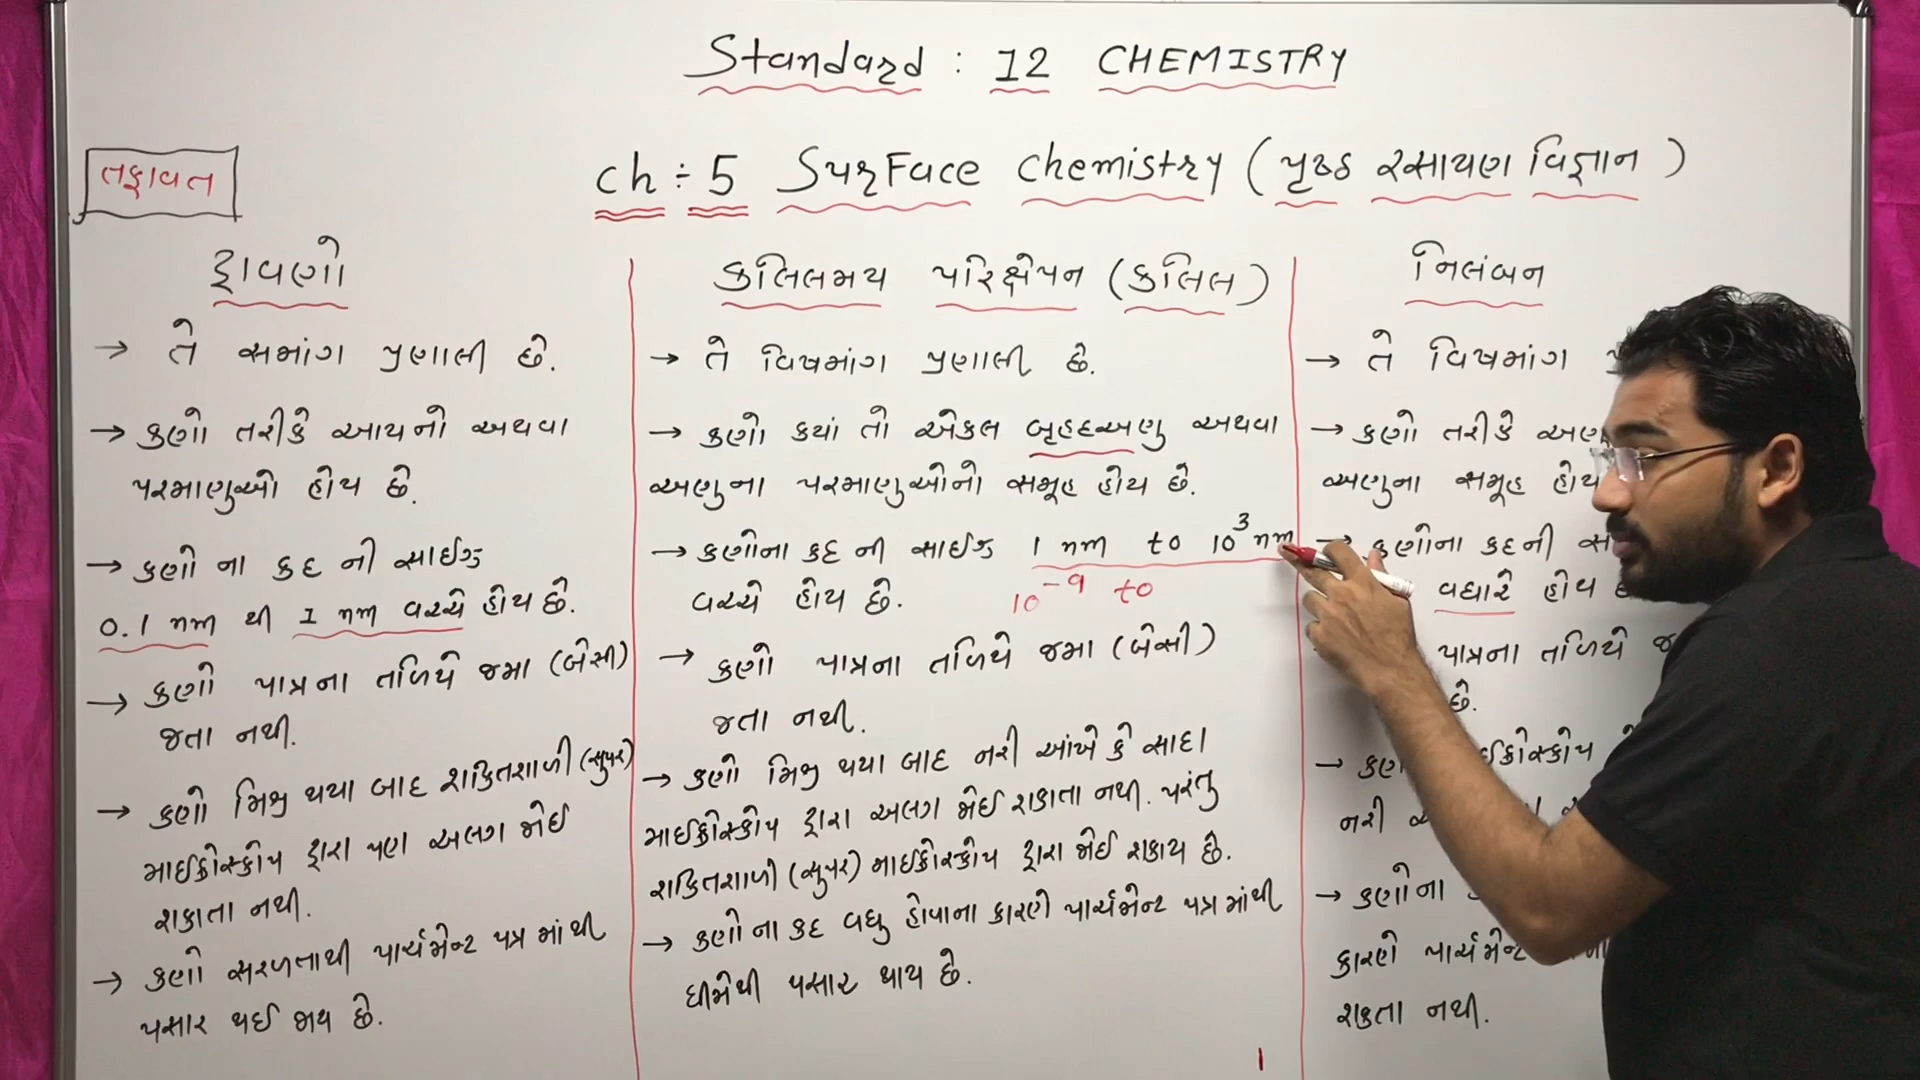 Standard : 12 CHEMISTRY
તફાવત
ch ÷ 5 SurFace chemistry ( પૃષ્ઠ રસાયણ વિજ્ઞાન )
દ્રાવણો
→ તે સમાંગ પ્રણાલી છે.
→ કણો તરીકે આયનો અથવા
પરમાણુઓ હોય છે.
→ કણો ના કદ ની સાઈઝ
0.1 nm થી 1 nm વચ્ચે હોય છે.
→ કણો પાત્રના તળિયે જમા (બેસી)
જતા નથી.
→ કણો મિશ્ર થયા બાદ શક્તિશાળી (સુપર)
માઈક્રોસ્કોપ દ્વારા પણ અલગ જોઈ
શકાતા નથી.
→ કણો સરળતાથી પાર્ચમેન્ટ પત્ર માંથી
પસાર થઈ જાય છે.
કલિલમય પરિક્ષેપન (કલિલ)
→ તે વિષમાંગ પ્રણાલી છે.
→ કણો કયાં તો એકલ બૃહદઅણુ અથવા
અણુના પરમાણુઓનો સમૂહ હોય છે.
→ કણોના કદ ની સાઈઝ 1 nm to 10³ nm
10⁻⁹ to
વચ્ચે હોય છે.
→ કણો પાત્રના તળિયે જમા (બેસી)
જતા નથી.
→ કણો મિશ્ર થયા બાદ નરી આંખે કે સાદા
માઈક્રોસ્કોપ દ્વારા અલગ જોઈ શકાતા નથી. પરંતુ
શક્તિશાળી (સુપર) માઈક્રોસ્કોપ દ્વારા જોઈ શકાય છે.
→ કણો ના કદ વધુ હોવાના કારણે પાર્ચમેન્ટ પત્ર માંથી
ધીમેથી પસાર થાય છે.
નિલંબન
→ તે વિષમાંગ
→ કણો તરીકે
અણુના સમૂહ હોય
→ કણોના કદની
વધારે હોય
પાત્રના તળિયે
છે.
→
નરી
→ કણોના
કારણે પાર્ચમેન્ટ
શકતા નથી.